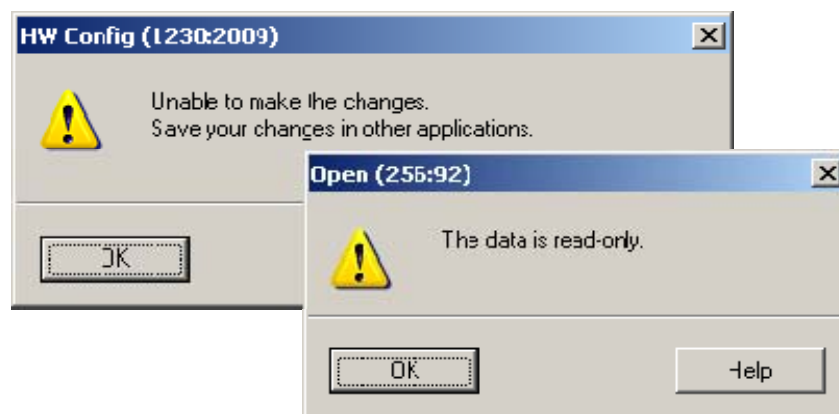 HW Config (1230:2009)
Unable to make the changes.
Save your changes in other applications.
OK
Open (256:92)
The data is read-only.
OK
Help